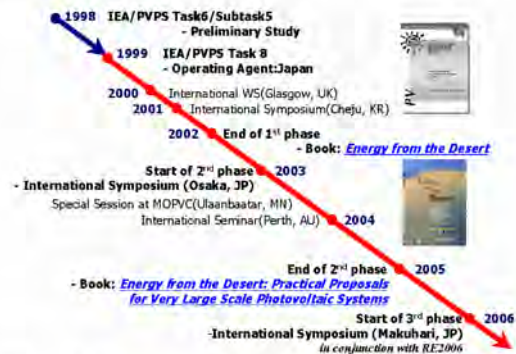 1998 IEA/PVPS Task6/Subtask5
- Preliminary Study
1999 IEA/PVPS Task 8
- Operating Agent:Japan
2000 International WS(Glasgow, UK)
2001 International Symposium(Cheju, KR)
2002 End of 1st phase
- Book: Energy from the Desert
Start of 2nd phase 2003
- International Symposium (Osaka, JP)
Special Session at MOPVC(Ulaanbaatar, MN)
International Seminar(Perth, AU) 2004
End of 2nd phase 2005
- Book: Energy from the Desert: Practical Proposals
for Very Large Scale Photovoltaic Systems
Start of 3rd phase 2006
-International Symposium (Makuhari, JP)
in conjunction with RE2006
PV